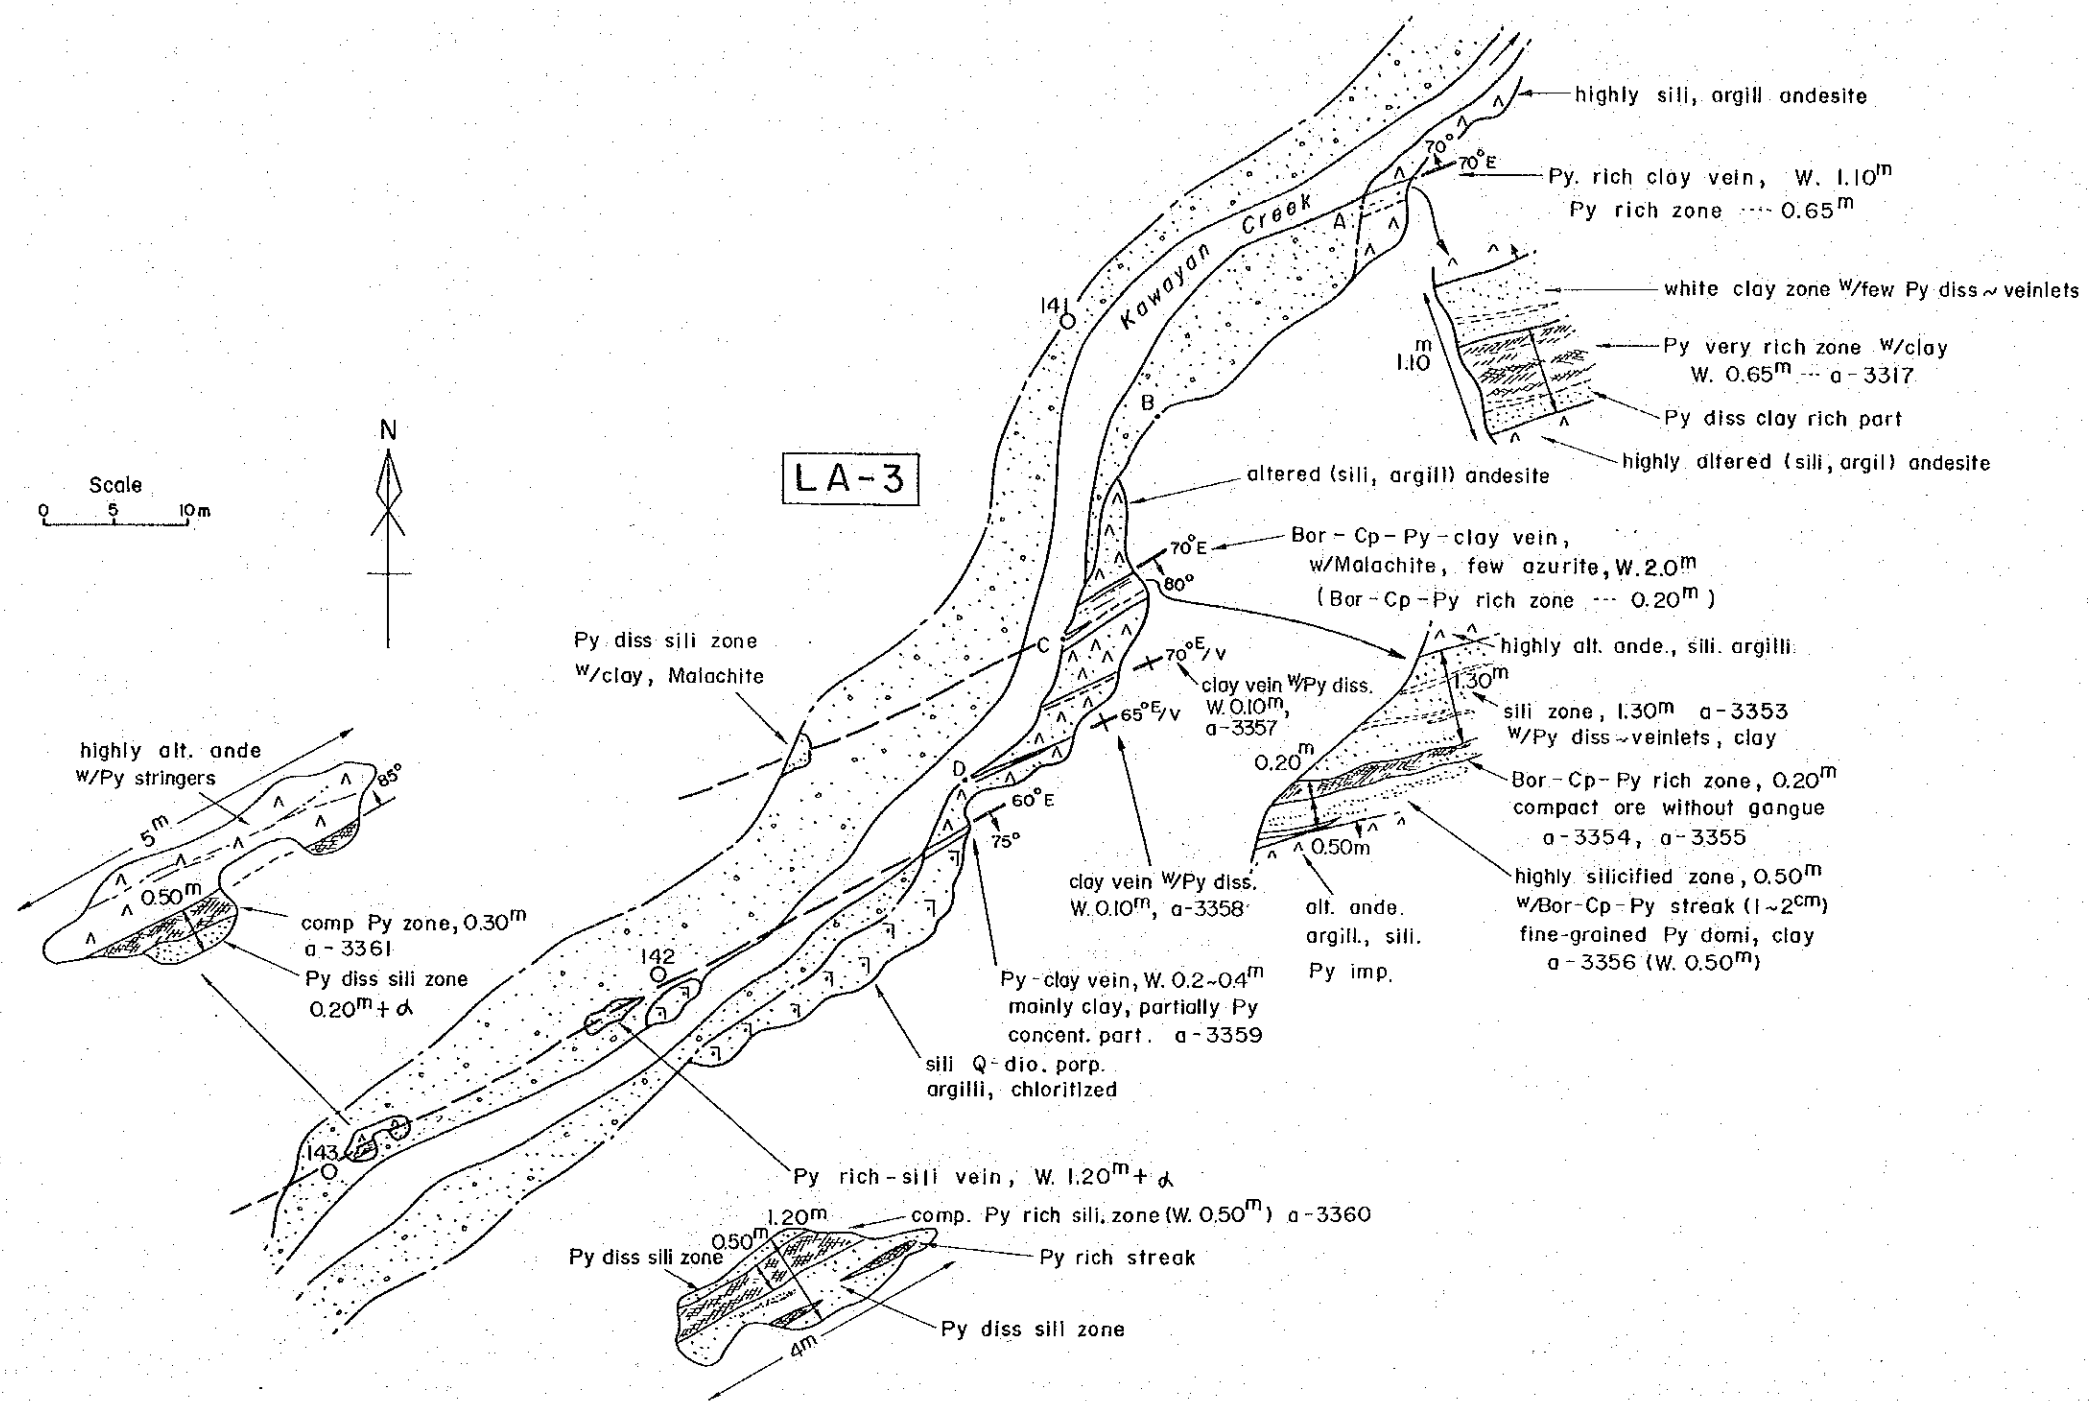 highly sili, argill andesite
70°
70°E
Py. rich clay vein, W. 1.10m
Py rich zone ---- 0.65m
Kawayan Creek
A
141
white clay zone w/few Py diss ~ veinlets
1.10m
Py very rich zone w/clay
W. 0.65m --- a-3317
Py diss clay rich part
highly altered (sili, argil) andesite
B
N
LA-3
Scale
0 5 10m
altered (sili, argill) andesite
70°E
80°
Bor-Cp-Py-clay vein,
w/Malachite, few azurite, W. 2.0m
(Bor-Cp-Py rich zone --- 0.20m)
Py diss sili zone
w/clay, Malachite
C
70°E/V
clay vein w/Py diss.
W. 0.10m,
a-3357
65°E/V
highly alt. ande., sili. argilli.
1.30m
sili zone, 1.30m a-3353
w/Py diss ~ veinlets, clay
0.20m
Bor-Cp-Py rich zone, 0.20m
compact ore without gangue
a-3354, a-3355
0.50m
highly silicified zone, 0.50m
w/Bor-Cp-Py streak (1~2cm)
fine-grained Py domi, clay
a-3356 (W. 0.50m)
alt. ande.
argill., sili.
Py imp.
D
60°E
75°
clay vein w/Py diss.
W. 0.10m, a-3358
Py-clay vein, W. 0.2~0.4m
mainly clay, partially Py
concent. part. a-3359
sili Q-dio. porp.
argilli, chloritized
highly alt. ande
w/Py stringers
85°
5m
0.50m
comp Py zone, 0.30m
a-3361
Py diss sili zone
0.20m + α
142
143
Py rich-sili vein, W. 1.20m + α
1.20m
0.50m
comp. Py rich sili. zone (W. 0.50m) a-3360
Py diss sili zone
Py rich streak
Py diss sili zone
4m